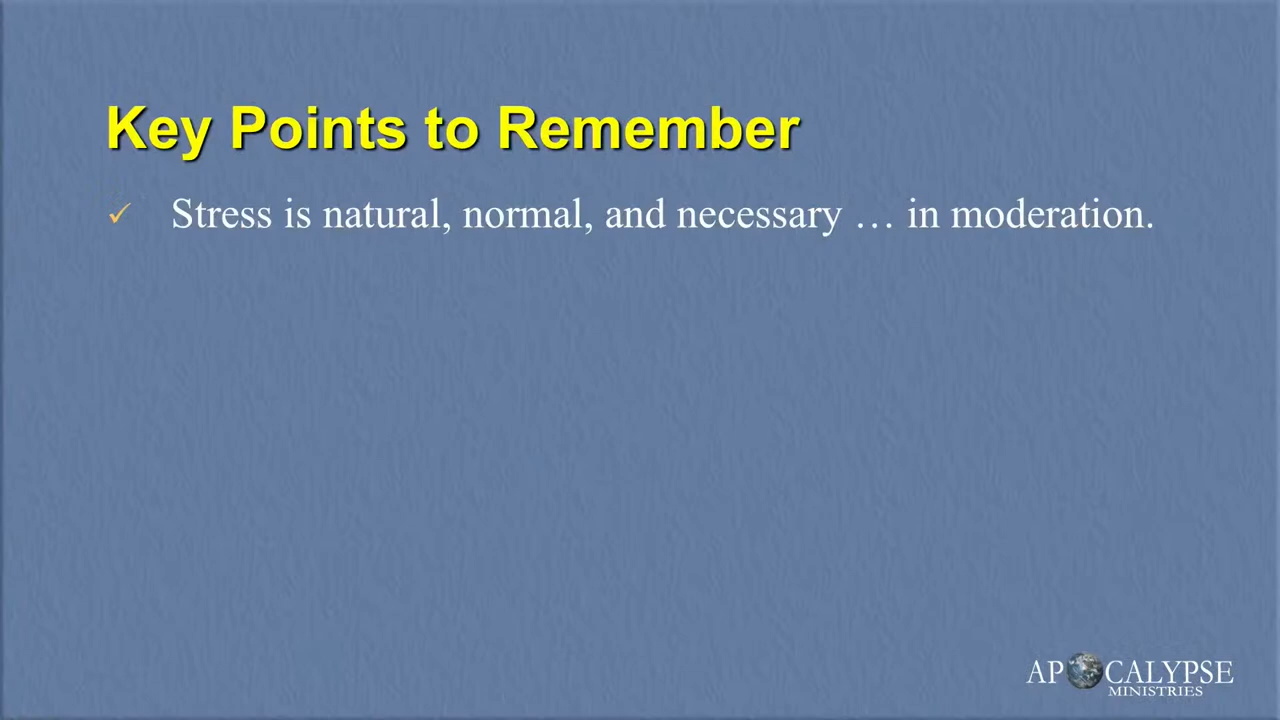 Key Points to Remember
✓ Stress is natural, normal, and necessary … in moderation.
APOCALYPSE
MINISTRIES